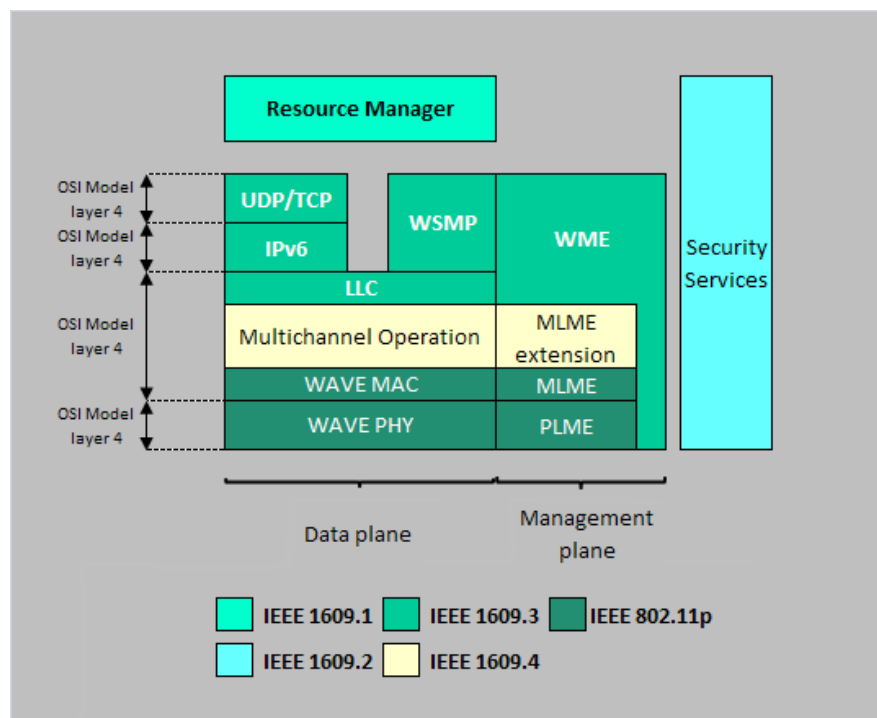 Resource Manager
OSI Model
layer 4
UDP/TCP
WSMP
WME
Security
Services
OSI Model
layer 4
IPv6
LLC
OSI Model
layer 4
Multichannel Operation
MLME
extension
WAVE MAC
MLME
OSI Model
layer 4
WAVE PHY
PLME
Data plane
Management
plane
IEEE 1609.1
IEEE 1609.3
IEEE 802.11p
IEEE 1609.2
IEEE 1609.4